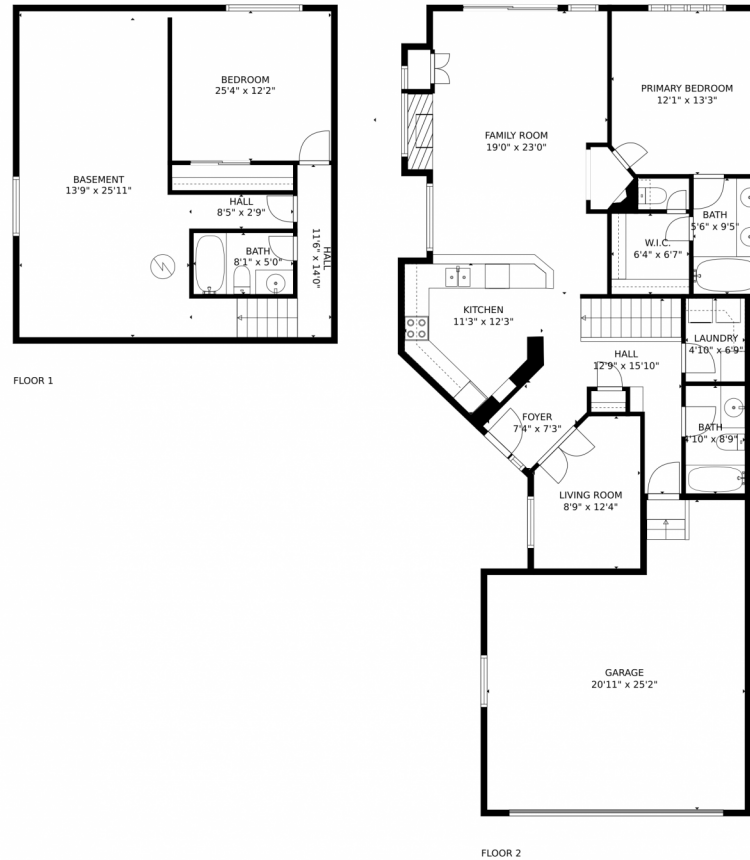 BEDROOM
25'4" x 12'2"
BASEMENT
13'9" x 25'11"
HALL
8'5" x 2'9"
BATH
8'1" x 5'0"
HALL
11'6" x 14'0"
FLOOR 1
PRIMARY BEDROOM
12'1" x 13'3"
FAMILY ROOM
19'0" x 23'0"
BATH
5'6" x 9'5"
W.I.C.
6'4" x 6'7"
KITCHEN
11'3" x 12'3"
LAUNDRY
4'10" x 6'9"
HALL
12'9" x 15'10"
FOYER
7'4" x 7'3"
BATH
4'10" x 8'9"
LIVING ROOM
8'9" x 12'4"
GARAGE
20'11" x 25'2"
FLOOR 2